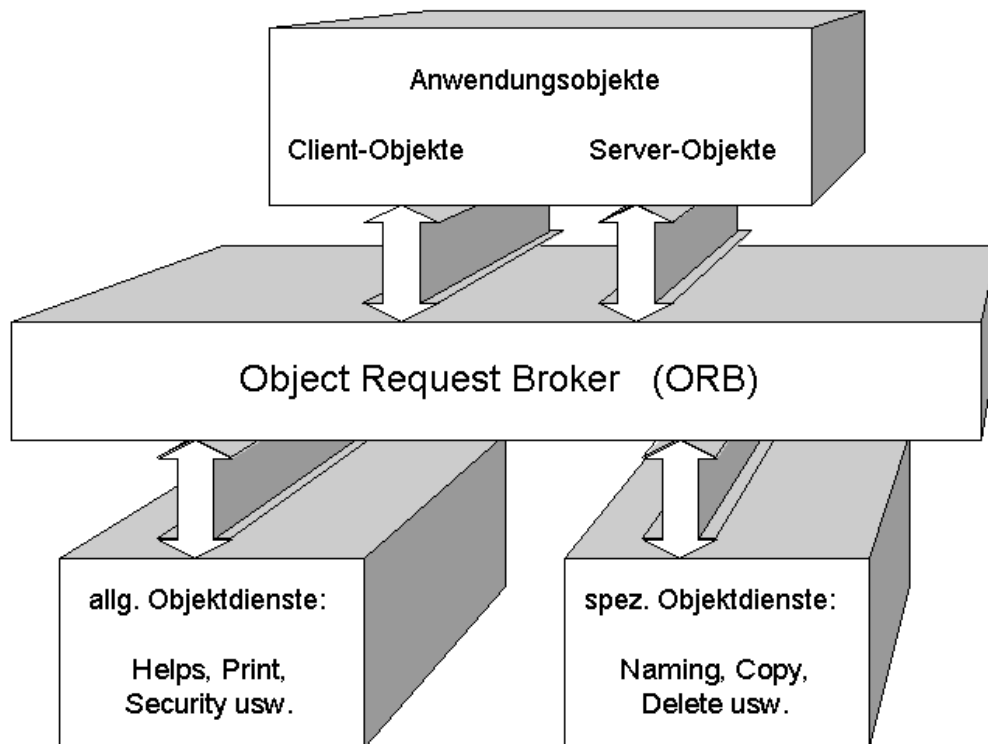 Anwendungsobjekte
Client-Objekte
Server-Objekte
Object Request Broker (ORB)
allg. Objektdienste:
Helps, Print,
Security usw.
spez. Objektdienste:
Naming, Copy,
Delete usw.